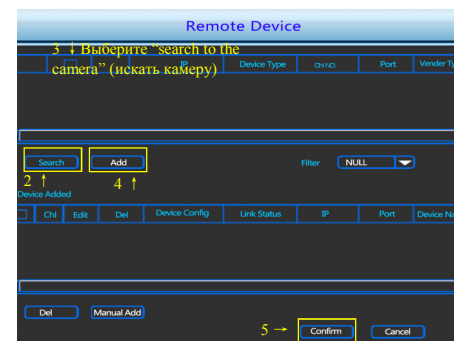 Remote Device
3 ↓ Выберите “search to the
camera” (искать камеру)
IP Device Type Ch/NO. Port Vender Ty
Search Add Filter NULL
2 ↑ 4 ↑
Device Added
Chl Edit Del Device Config Link Status IP Port Device Na
Del Manual Add
5 → Confirm Cancel